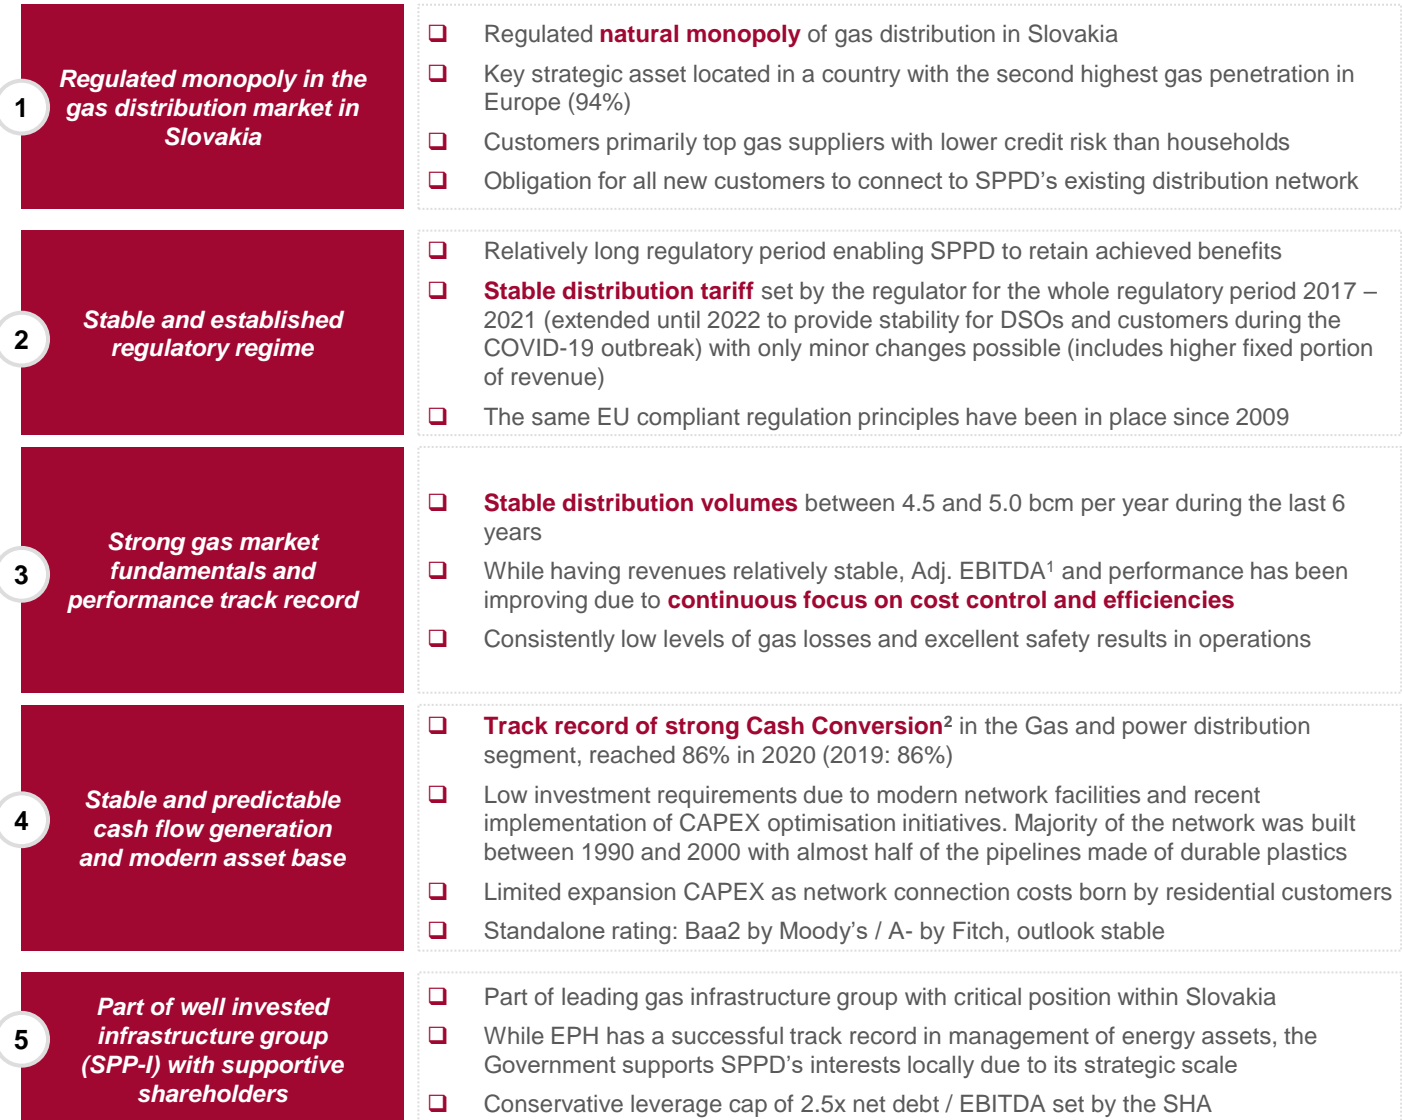 1
Regulated monopoly in the
gas distribution market in
Slovakia
❑ Regulated natural monopoly of gas distribution in Slovakia
❑ Key strategic asset located in a country with the second highest gas penetration in
Europe (94%)
❑ Customers primarily top gas suppliers with lower credit risk than households
❑ Obligation for all new customers to connect to SPPD’s existing distribution network
2
Stable and established
regulatory regime
❑ Relatively long regulatory period enabling SPPD to retain achieved benefits
❑ Stable distribution tariff set by the regulator for the whole regulatory period 2017 –
2021 (extended until 2022 to provide stability for DSOs and customers during the
COVID-19 outbreak) with only minor changes possible (includes higher fixed portion
of revenue)
❑ The same EU compliant regulation principles have been in place since 2009
3
Strong gas market
fundamentals and
performance track record
❑ Stable distribution volumes between 4.5 and 5.0 bcm per year during the last 6
years
❑ While having revenues relatively stable, Adj. EBITDA¹ and performance has been
improving due to continuous focus on cost control and efficiencies
❑ Consistently low levels of gas losses and excellent safety results in operations
4
Stable and predictable
cash flow generation
and modern asset base
❑ Track record of strong Cash Conversion² in the Gas and power distribution
segment, reached 86% in 2020 (2019: 86%)
❑ Low investment requirements due to modern network facilities and recent
implementation of CAPEX optimisation initiatives. Majority of the network was built
between 1990 and 2000 with almost half of the pipelines made of durable plastics
❑ Limited expansion CAPEX as network connection costs born by residential customers
❑ Standalone rating: Baa2 by Moody’s / A- by Fitch, outlook stable
5
Part of well invested
infrastructure group
(SPP-I) with supportive
shareholders
❑ Part of leading gas infrastructure group with critical position within Slovakia
❑ While EPH has a successful track record in management of energy assets, the
Government supports SPPD’s interests locally due to its strategic scale
❑ Conservative leverage cap of 2.5x net debt / EBITDA set by the SHA